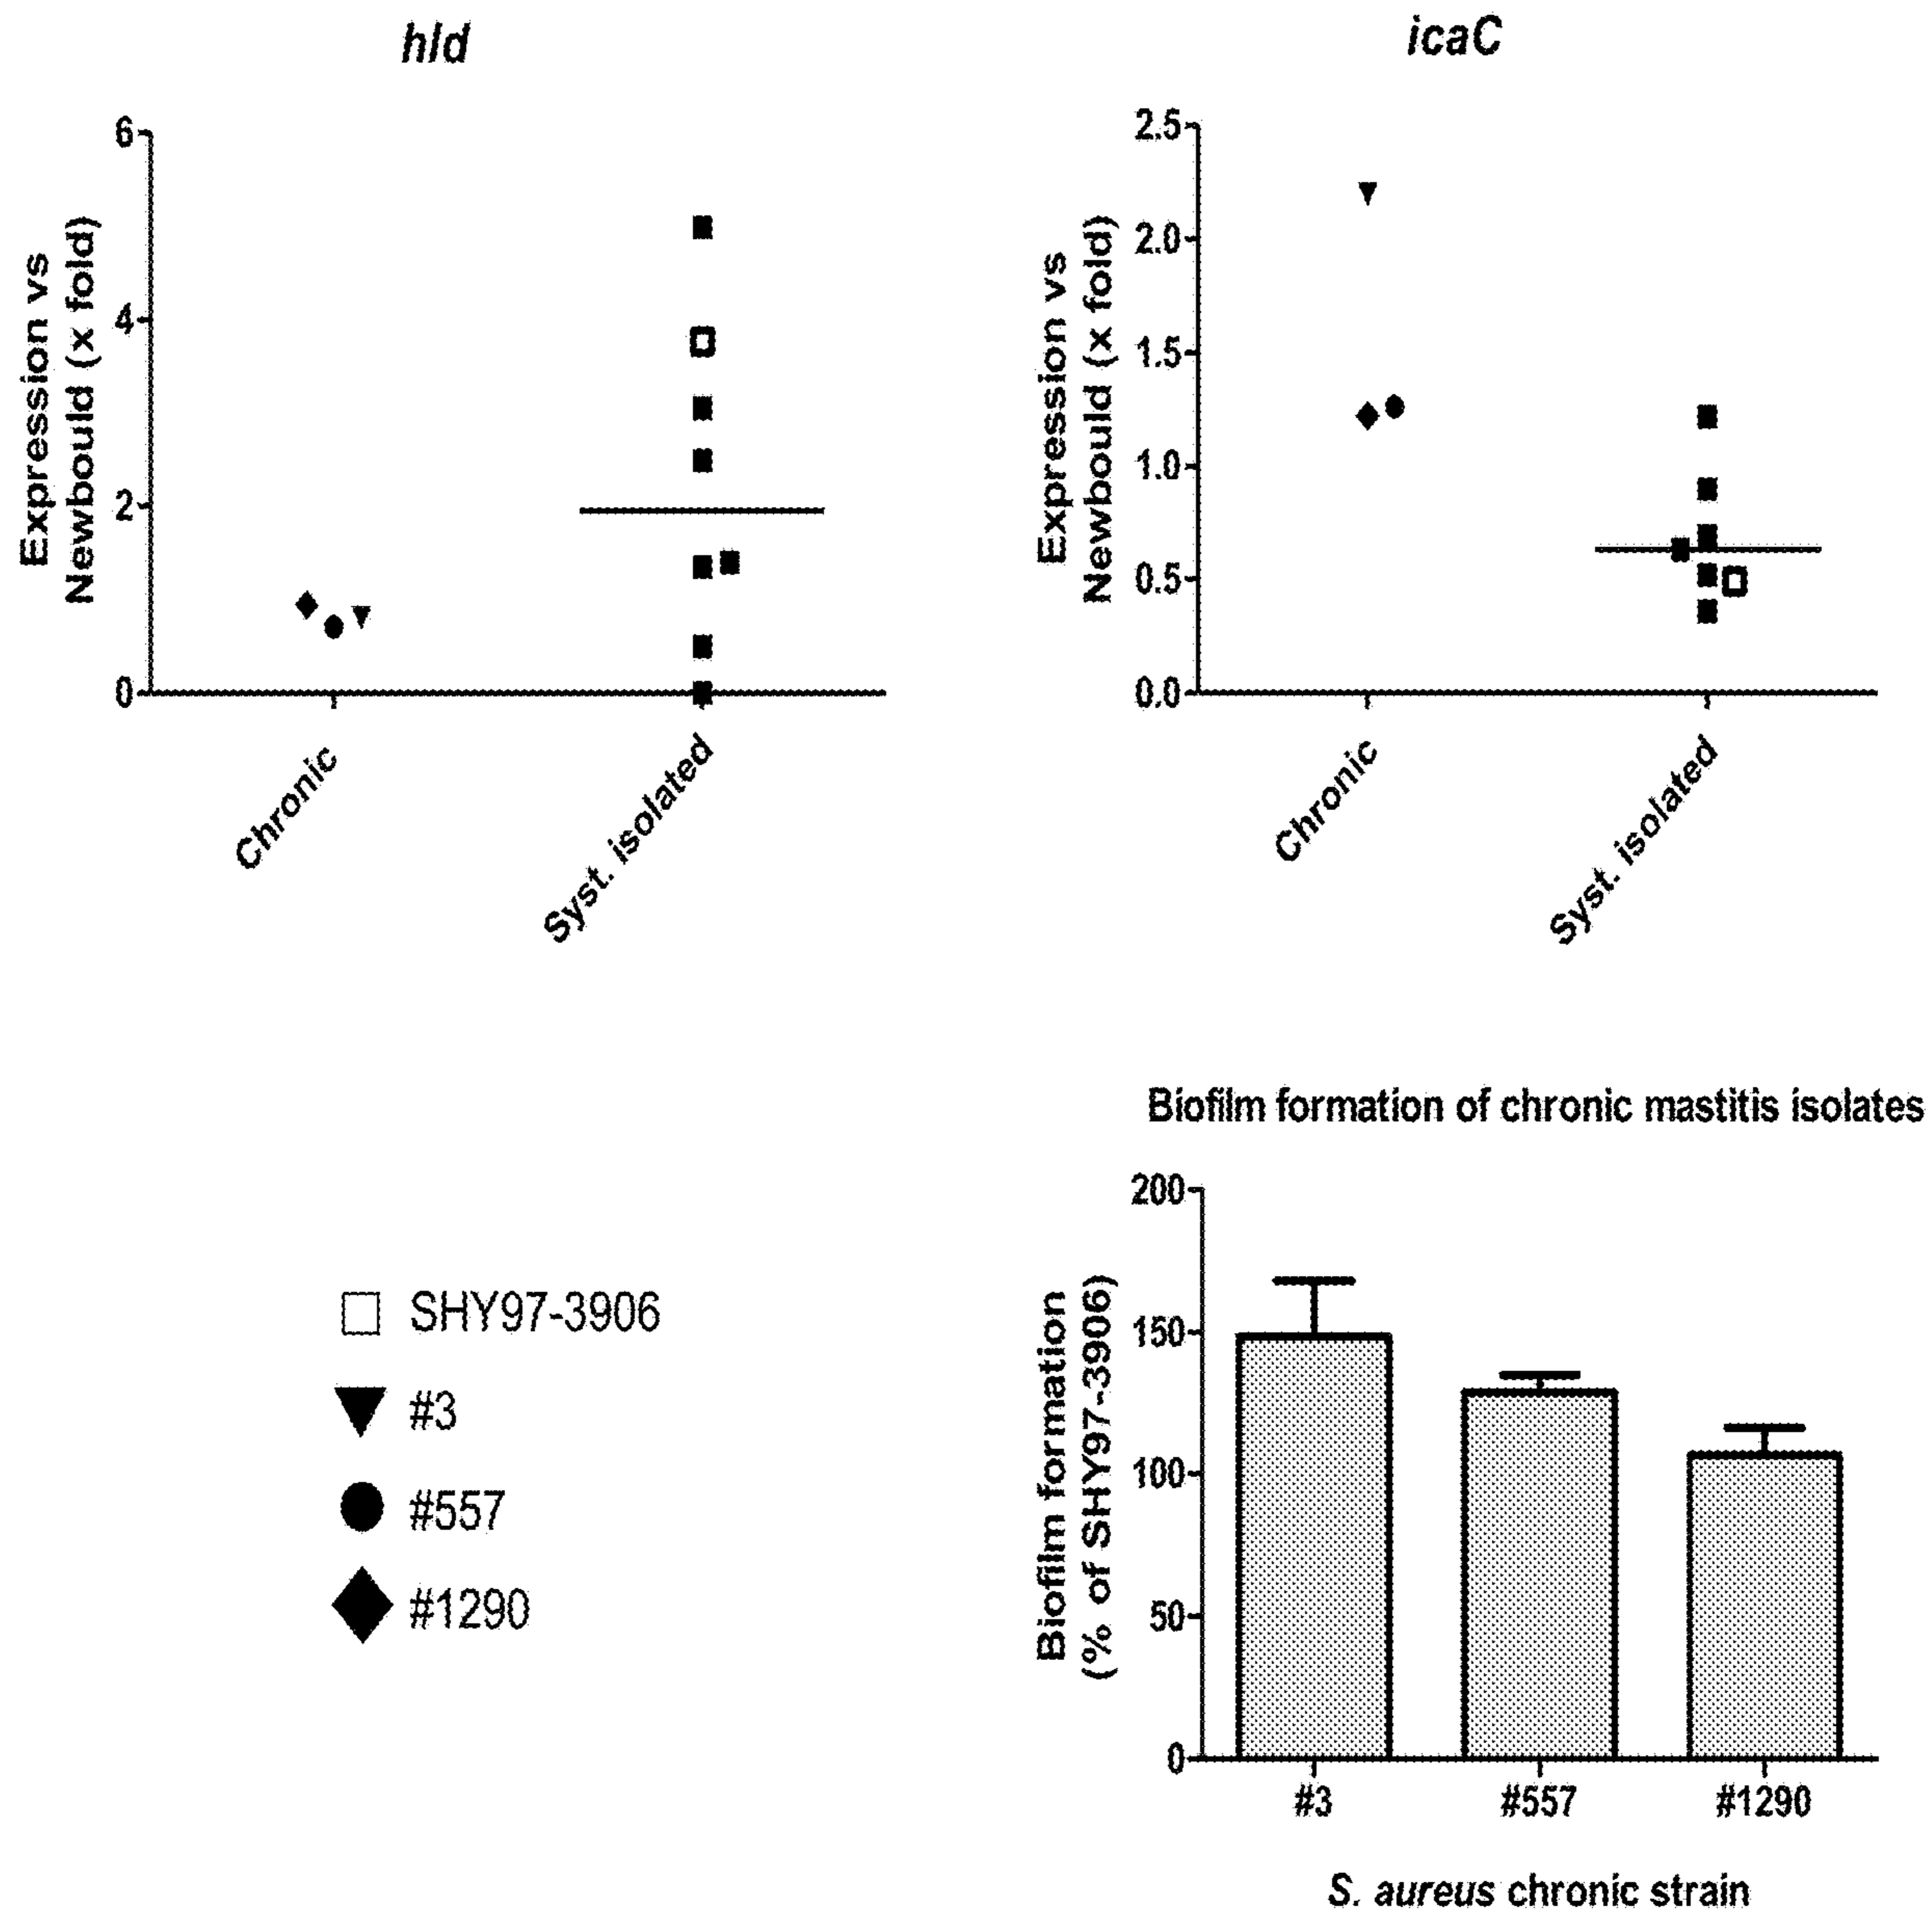 hld
Expression vs
Newbould (x fold)
6
4
2
0
Chronic
Syst. isolated
icaC
Expression vs
Newbould (x fold)
2.5
2.0
1.5
1.0
0.5
0.0
Chronic
Syst. isolated
SHY97-3906
#3
#557
#1290
Biofilm formation of chronic mastitis isolates
Biofilm formation
(% of SHY97-3906)
200
150
100
50
0
#3
#557
#1290
S. aureus chronic strain